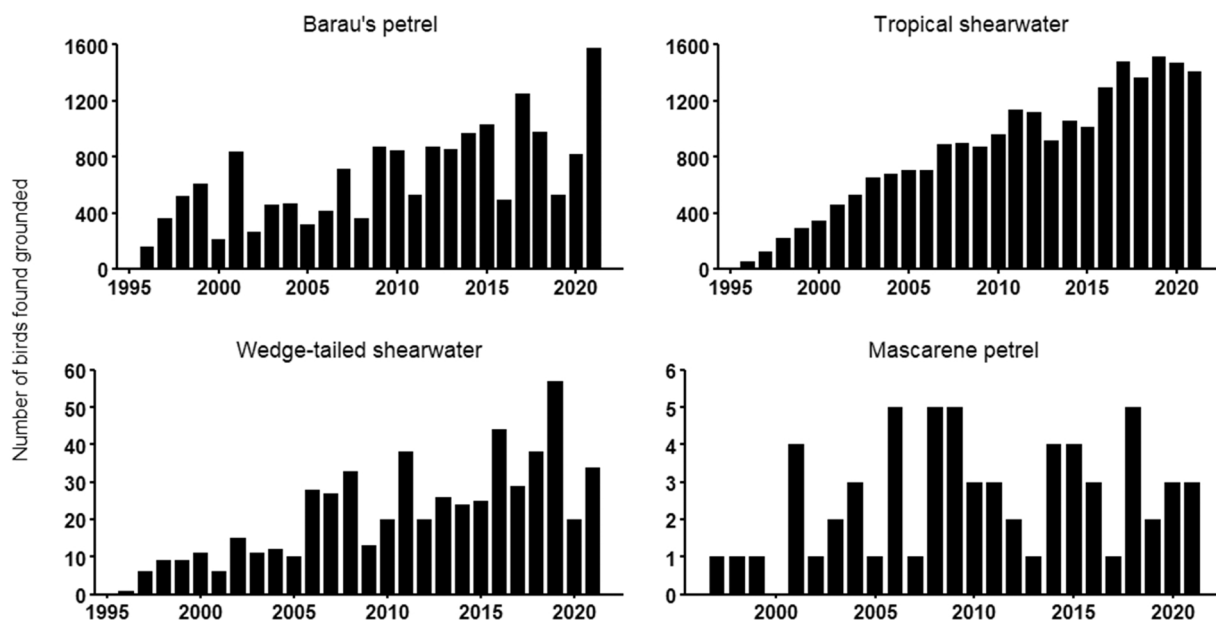 Barau's petrel
Tropical shearwater
1600
1200
800
400
0
1995 2000 2005 2010 2015 2020
1600
1200
800
400
0
1995 2000 2005 2010 2015 2020
Number of birds found grounded
Wedge-tailed shearwater
Mascarene petrel
60
50
40
30
20
10
0
1995 2000 2005 2010 2015 2020
6
5
4
3
2
1
0
2000 2005 2010 2015 2020